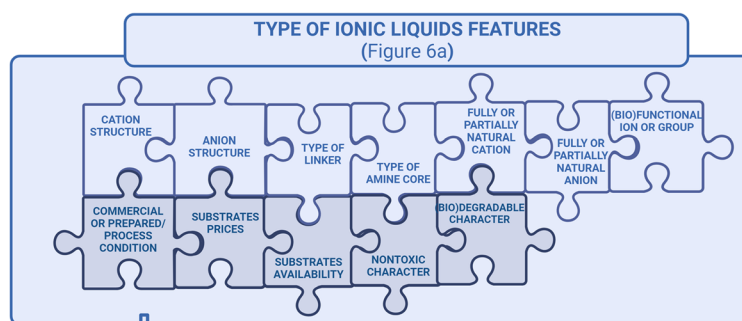 TYPE OF IONIC LIQUIDS FEATURES
(Figure 6a)
CATION
STRUCTURE
ANION
STRUCTURE
TYPE OF
LINKER
TYPE OF
AMINE CORE
FULLY OR
PARTIALLY
NATURAL
CATION
FULLY OR
PARTIALLY
NATURAL
ANION
(BIO)FUNCTIONAL
ION OR GROUP
COMMERCIAL
OR PREPARED/
PROCESS
CONDITION
SUBSTRATES
PRICES
SUBSTRATES
AVAILABILITY
NONTOXIC
CHARACTER
(BIO)DEGRADABLE
CHARACTER